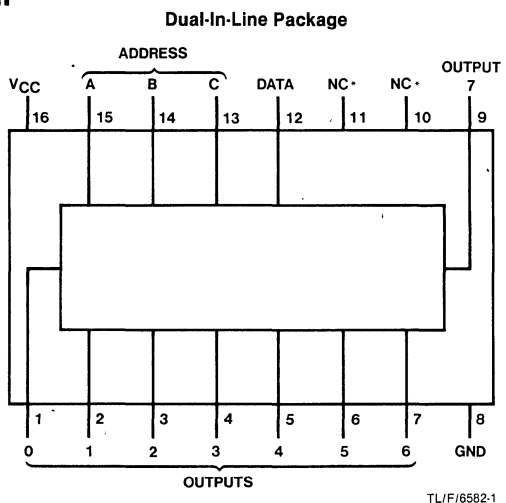 Dual-In-Line Package
ADDRESS
OUTPUT
VCC A B C DATA NC* NC* 7
16 15 14 13 12 11 10 9
1 2 3 4 5 6 7 8
0 1 2 3 4 5 6 GND
OUTPUTS
TL/F/6582-1